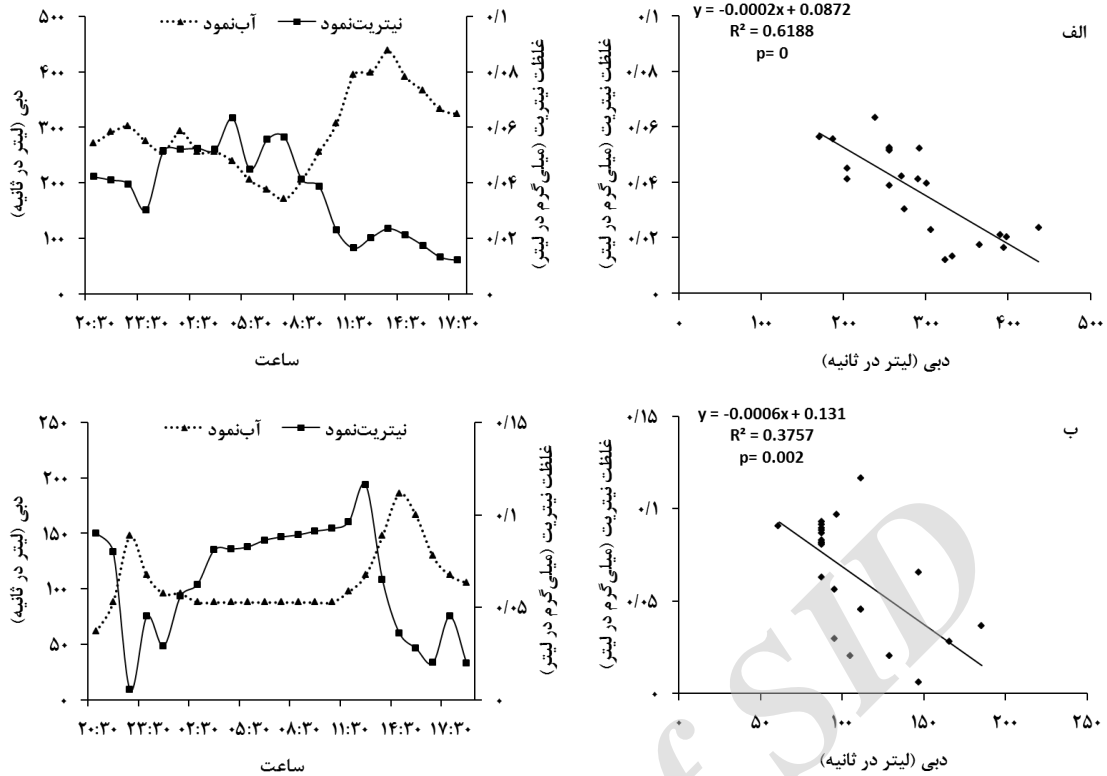 آب‌نمود نیتریت‌نمود
۵۰۰
۴۰۰
۳۰۰
۲۰۰
۱۰۰
۰
دبی (لیتر در ثانیه)
۰/۱
۰/۰۸
۰/۰۶
۰/۰۴
۰/۰۲
۰
غلظت نیتریت (میلی‌گرم در لیتر)
۲۰:۳۰ ۲۳:۳۰ ۰۲:۳۰ ۰۵:۳۰ ۰۸:۳۰ ۱۱:۳۰ ۱۴:۳۰ ۱۷:۳۰
ساعت
الف
y = -0.0002x + 0.0872
R² = 0.6188
p= 0
۰/۱
۰/۰۸
۰/۰۶
۰/۰۴
۰/۰۲
۰
غلظت نیتریت (میلی‌گرم در لیتر)
۰ ۱۰۰ ۲۰۰ ۳۰۰ ۴۰۰ ۵۰۰
دبی (لیتر در ثانیه)
آب‌نمود نیتریت‌نمود
۲۵۰
۲۰۰
۱۵۰
۱۰۰
۵۰
۰
دبی (لیتر در ثانیه)
۰/۱۵
۰/۱
۰/۰۵
۰
غلظت نیتریت (میلی‌گرم در لیتر)
۲۰:۳۰ ۲۳:۳۰ ۰۲:۳۰ ۰۵:۳۰ ۰۸:۳۰ ۱۱:۳۰ ۱۴:۳۰ ۱۷:۳۰
ساعت
ب
y = -0.0006x + 0.131
R² = 0.3757
p= 0.002
۰/۱۵
۰/۱
۰/۰۵
۰
غلظت نیتریت (میلی‌گرم در لیتر)
۰ ۵۰ ۱۰۰ ۱۵۰ ۲۰۰ ۲۵۰
دبی (لیتر در ثانیه)
of SID